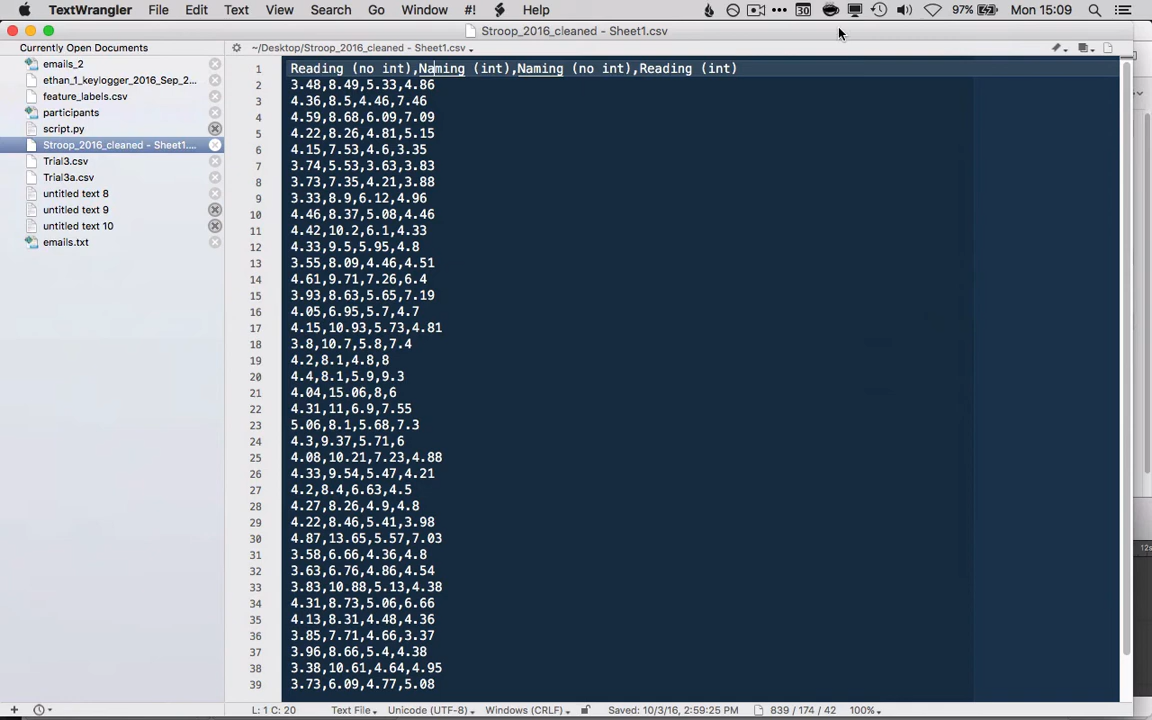 TextWrangler File Edit Text View Search Go Window #! Help 30 97% Mon 15:09
Stroop_2016_cleaned - Sheet1.csv
Currently Open Documents
~/Desktop/Stroop_2016_cleaned - Sheet1.csv
emails_2
ethan_1_keylogger_2016_Sep_2...
feature_labels.csv
participants
script.py
Stroop_2016_cleaned - Sheet1....
Trial3.csv
Trial3a.csv
untitled text 8
untitled text 9
untitled text 10
emails.txt
1 Reading (no int),Naming (int),Naming (no int),Reading (int)
2 3.48,8.49,5.33,4.86
3 4.36,8.5,4.46,7.46
4 4.59,8.68,6.09,7.09
5 4.22,8.26,4.81,5.15
6 4.15,7.53,4.6,3.35
7 3.74,5.53,3.63,3.83
8 3.73,7.35,4.21,3.88
9 3.33,8.9,6.12,4.96
10 4.46,8.37,5.08,4.46
11 4.42,10.2,6.1,4.33
12 4.33,9.5,5.95,4.8
13 3.55,8.09,4.46,4.51
14 4.61,9.71,7.26,6.4
15 3.93,8.63,5.65,7.19
16 4.05,6.95,5.7,4.7
17 4.15,10.93,5.73,4.81
18 3.8,10.7,5.8,7.4
19 4.2,8.1,4.8,8
20 4.4,8.1,5.9,9.3
21 4.04,15.06,8,6
22 4.31,11,6.9,7.55
23 5.06,8.1,5.68,7.3
24 4.3,9.37,5.71,6
25 4.08,10.21,7.23,4.88
26 4.33,9.54,5.47,4.21
27 4.2,8.4,6.63,4.5
28 4.27,8.26,4.9,4.8
29 4.22,8.46,5.41,3.98
30 4.87,13.65,5.57,7.03
31 3.58,6.66,4.36,4.8
32 3.63,6.76,4.86,4.54
33 3.83,10.88,5.13,4.38
34 4.31,8.73,5.06,6.66
35 4.13,8.31,4.48,4.36
36 3.85,7.71,4.66,3.37
37 3.96,8.66,5.4,4.38
38 3.38,10.61,4.64,4.95
39 3.73,6.09,4.77,5.08
12s
L: 1 C: 20 Text File Unicode (UTF-8) Windows (CRLF) Saved: 10/3/16, 2:59:25 PM 839 / 174 / 42 100%